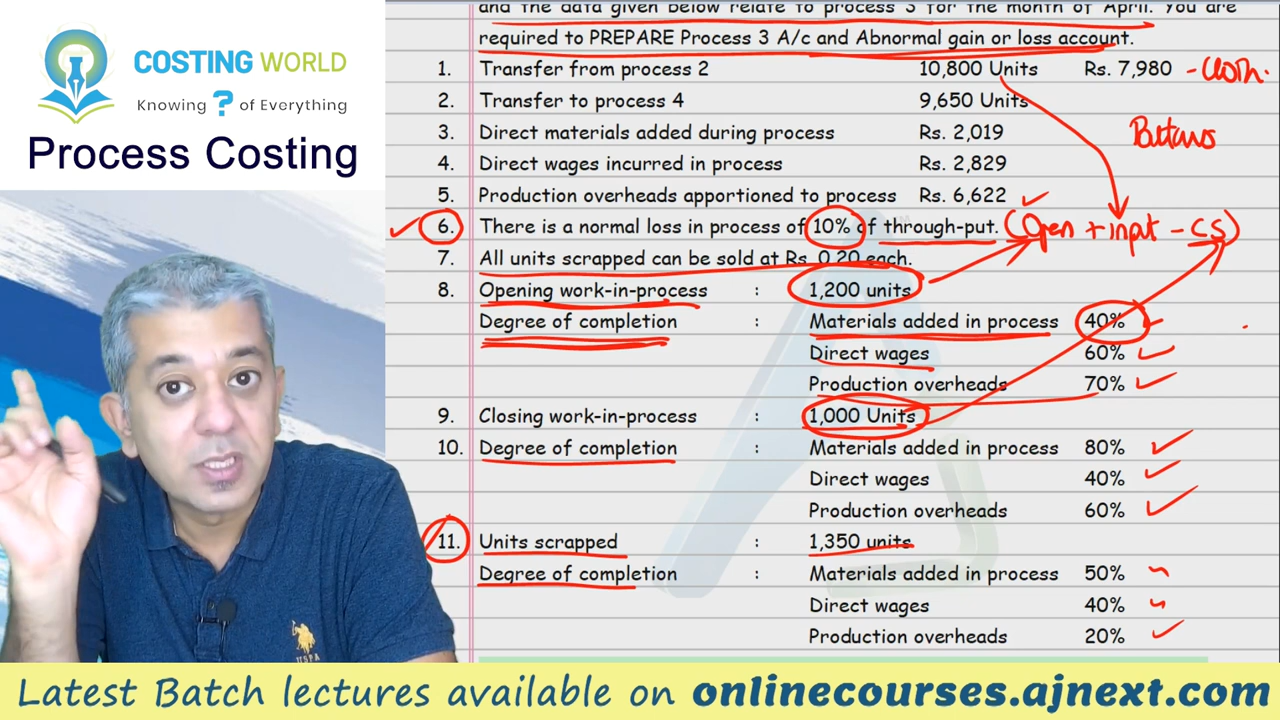 COSTING WORLD
Knowing ? of Everything
Process Costing
and the data given below relate to process 3 for the month of April. You are
required to PREPARE Process 3 A/c and Abnormal gain or loss account.
1. Transfer from process 2 10,800 Units Rs. 7,980 - Cloth.
2. Transfer to process 4 9,650 Units
3. Direct materials added during process Rs. 2,019 Buttons
4. Direct wages incurred in process Rs. 2,829
5. Production overheads apportioned to process Rs. 6,622
6. There is a normal loss in process of 10% of through-put. (Open + input - CS)
7. All units scrapped can be sold at Rs. 0.20 each.
8. Opening work-in-process : 1,200 units
Degree of completion : Materials added in process 40%
Direct wages 60%
Production overheads 70%
9. Closing work-in-process : 1,000 Units
10. Degree of completion : Materials added in process 80%
Direct wages 40%
Production overheads 60%
11. Units scrapped : 1,350 units
Degree of completion : Materials added in process 50%
Direct wages 40%
Production overheads 20%
USPA
Latest Batch lectures available on onlinecourses.ajnext.com